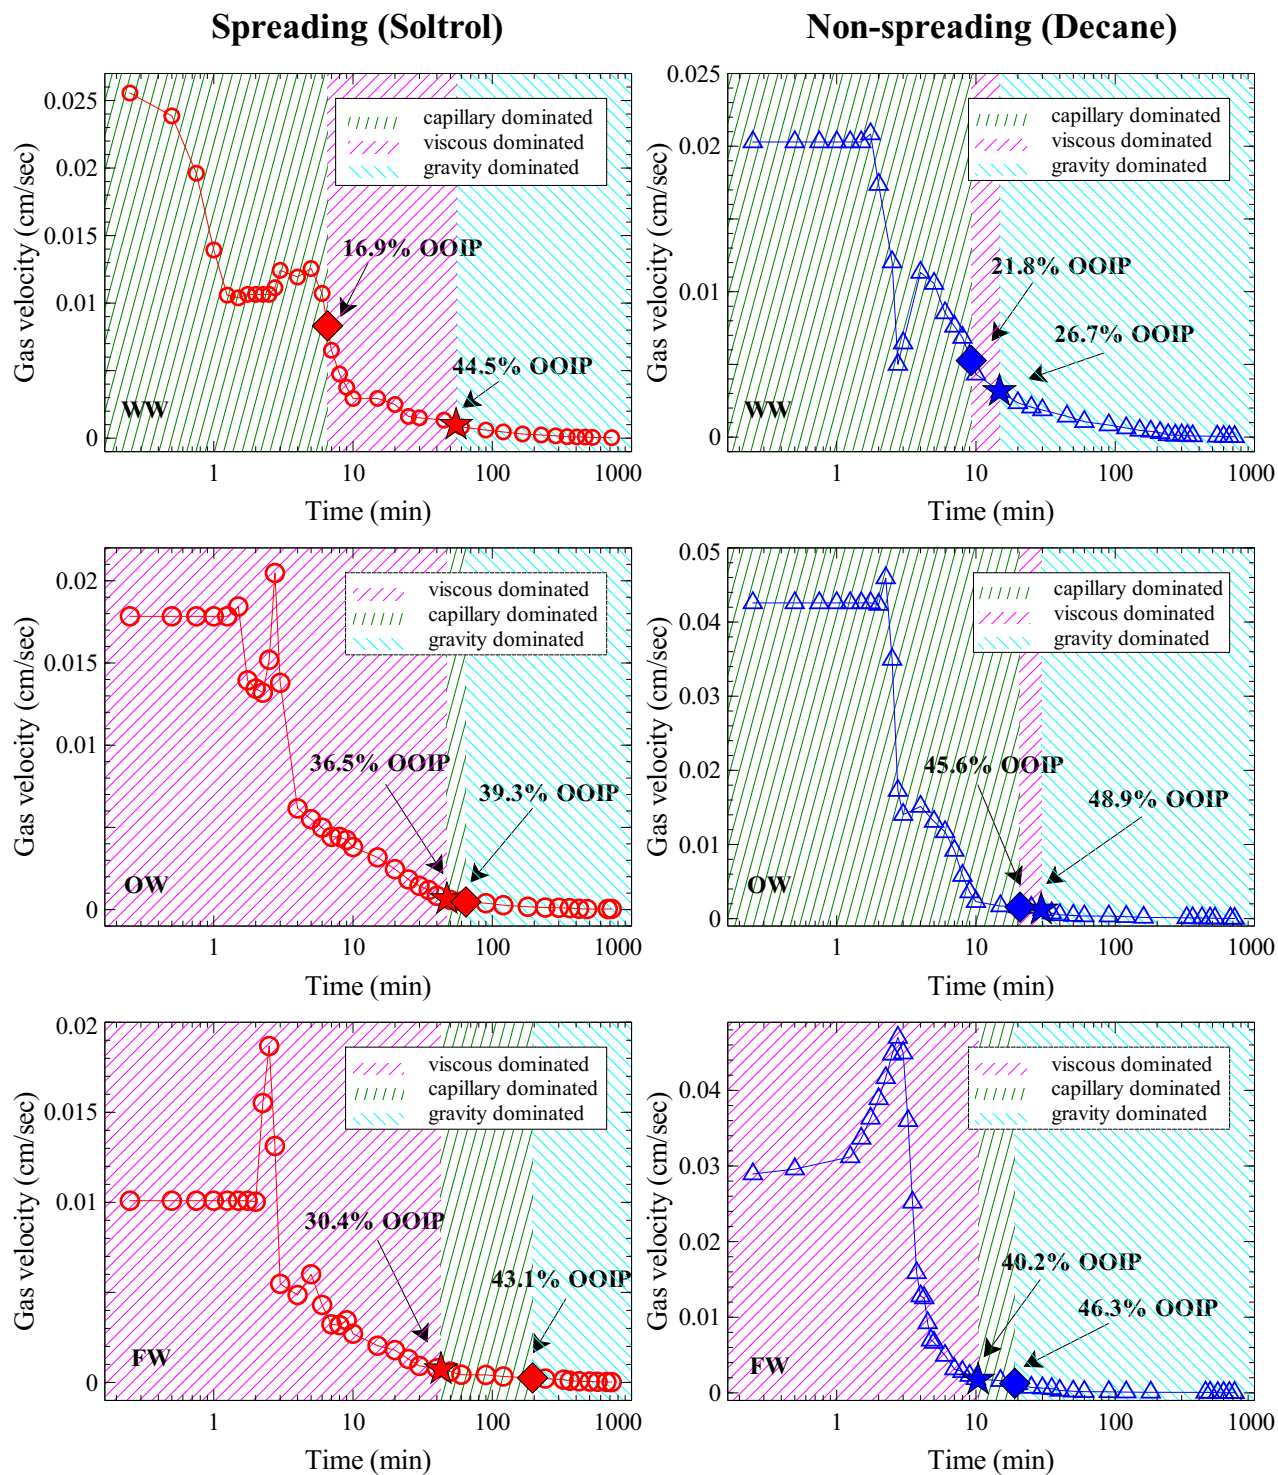 Spreading (Soltrol)
Non-spreading (Decane)
Gas velocity (cm/sec)
0.025
0.02
0.015
0.01
0.005
0
capillary dominated
viscous dominated
gravity dominated
16.9% OOIP
44.5% OOIP
WW
1
10
100
1000
Time (min)
Gas velocity (cm/sec)
0.025
0.02
0.015
0.01
0.005
0
capillary dominated
viscous dominated
gravity dominated
21.8% OOIP
26.7% OOIP
WW
1
10
100
1000
Time (min)
Gas velocity (cm/sec)
0.02
0.015
0.01
0.005
0
viscous dominated
capillary dominated
gravity dominated
36.5% OOIP
39.3% OOIP
OW
1
10
100
1000
Time (min)
Gas velocity (cm/sec)
0.05
0.04
0.03
0.02
0.01
0
capillary dominated
viscous dominated
gravity dominated
45.6% OOIP
48.9% OOIP
OW
1
10
100
1000
Time (min)
Gas velocity (cm/sec)
0.02
0.015
0.01
0.005
0
viscous dominated
capillary dominated
gravity dominated
30.4% OOIP
43.1% OOIP
FW
1
10
100
1000
Time (min)
Gas velocity (cm/sec)
0.04
0.03
0.02
0.01
0
viscous dominated
capillary dominated
gravity dominated
40.2% OOIP
46.3% OOIP
FW
1
10
100
1000
Time (min)